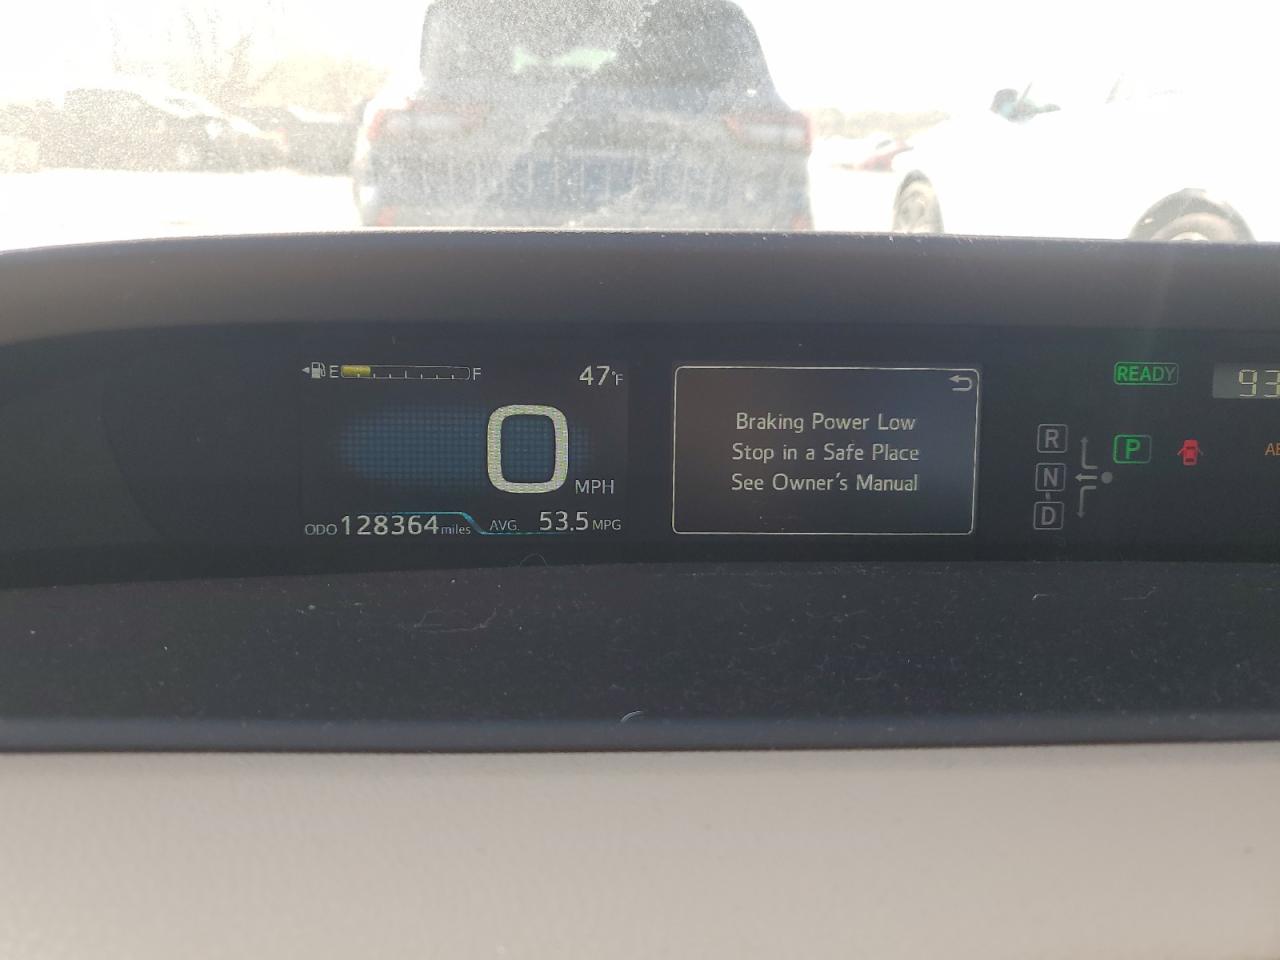 E F 47°F
0 MPH
ODO 128364 miles AVG. 53.5 MPG
Braking Power Low
Stop in a Safe Place
See Owner's Manual
READY
93
R
N
D
P